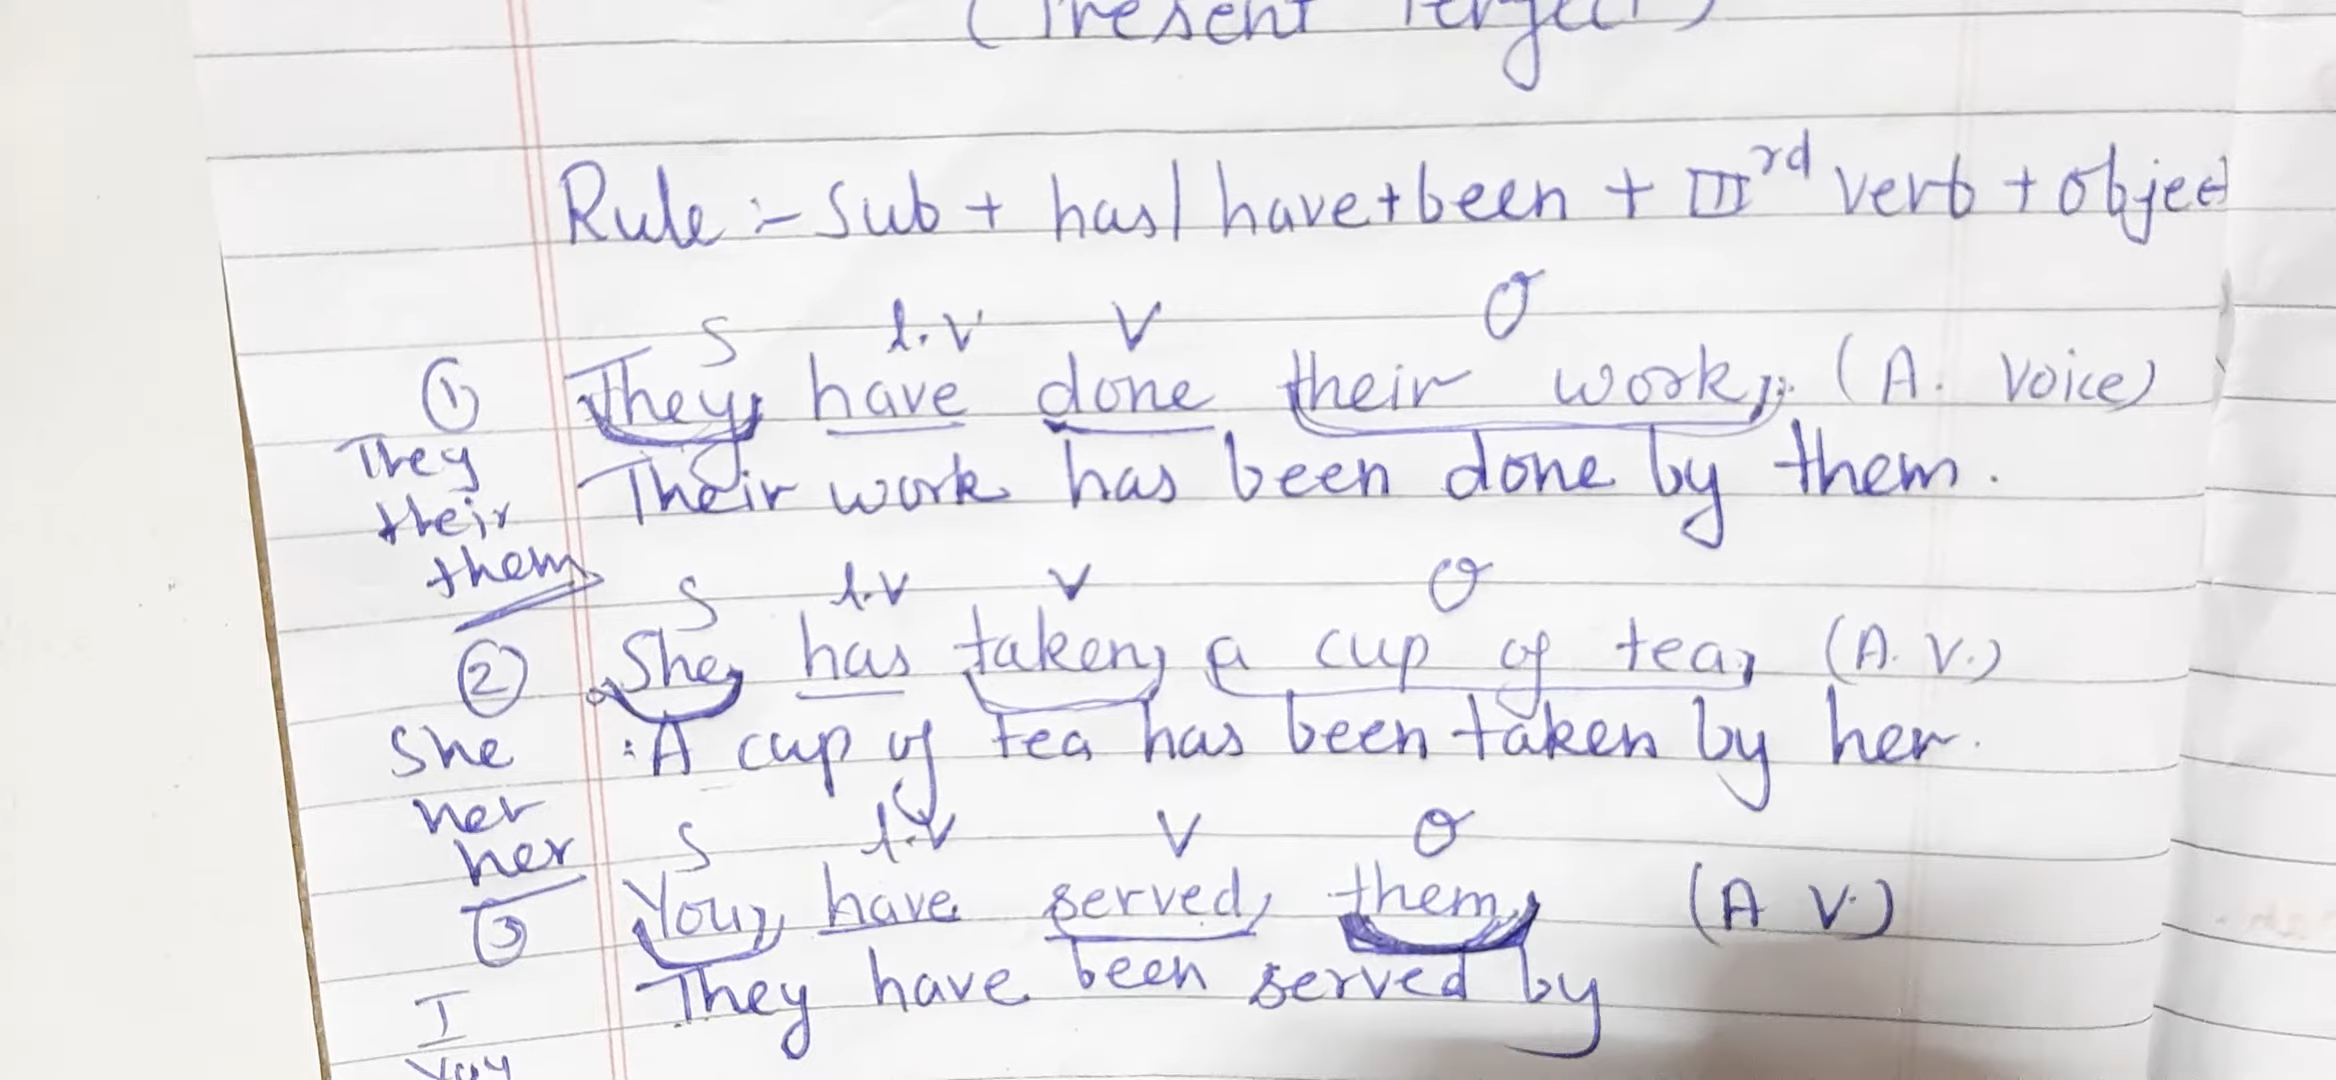 (Present Perfect)
Rule :- Sub + has/ have + been + IIIrd verb + object
S h.v V O
① They have done their work. (A. Voice)
They
their
them
Their work has been done by them.
S h.v V O
② She has taken a cup of tea, (A. V.)
She
her
her
A cup of tea has been taken by her.
S h.v V O
③ You have served them (A V.)
They have been served by
I